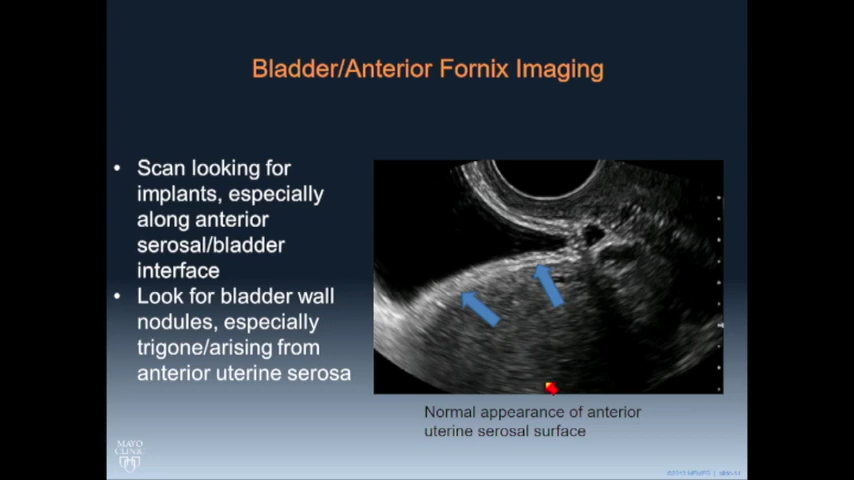 Bladder/Anterior Fornix Imaging
• Scan looking for
implants, especially
along anterior
serosal/bladder
interface
• Look for bladder wall
nodules, especially
trigone/arising from
anterior uterine serosa
Normal appearance of anterior
uterine serosal surface
MAYO
CLINIC